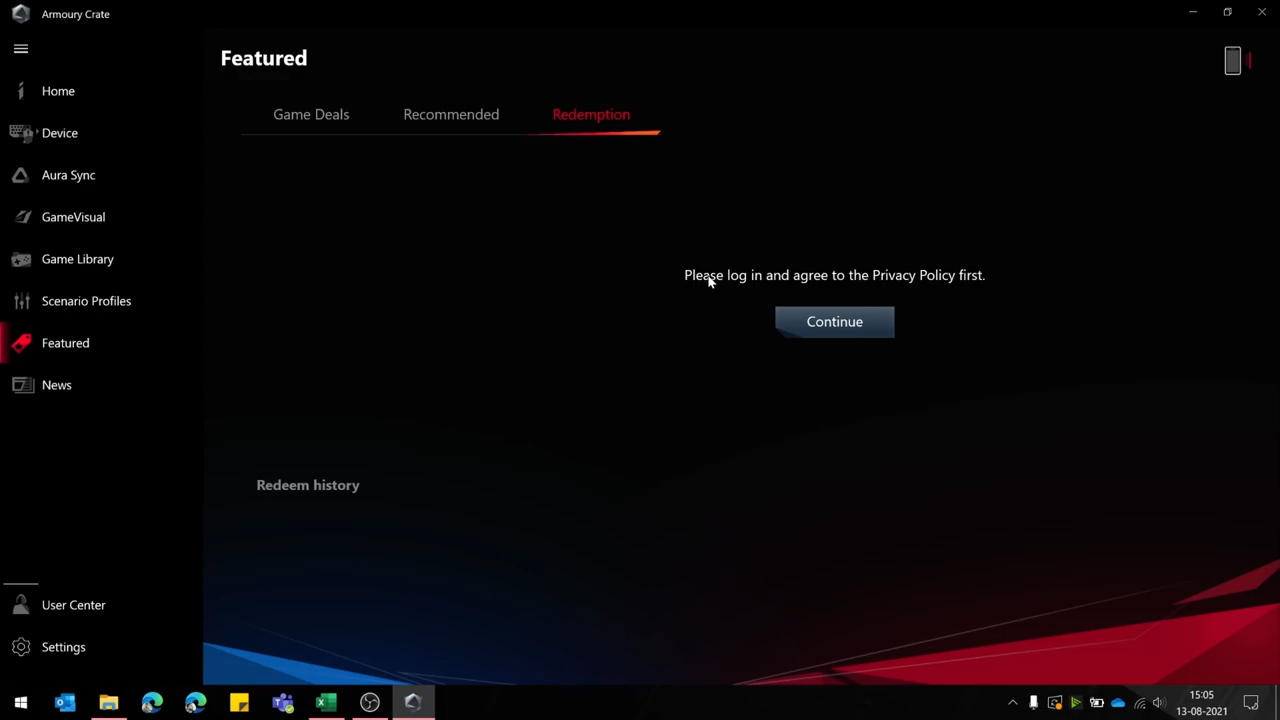 Armoury Crate
Home
Device
Aura Sync
GameVisual
Game Library
Scenario Profiles
Featured
News
User Center
Settings
Featured
Game Deals
Recommended
Redemption
Please log in and agree to the Privacy Policy first.
Continue
Redeem history
15:05
13-08-2021